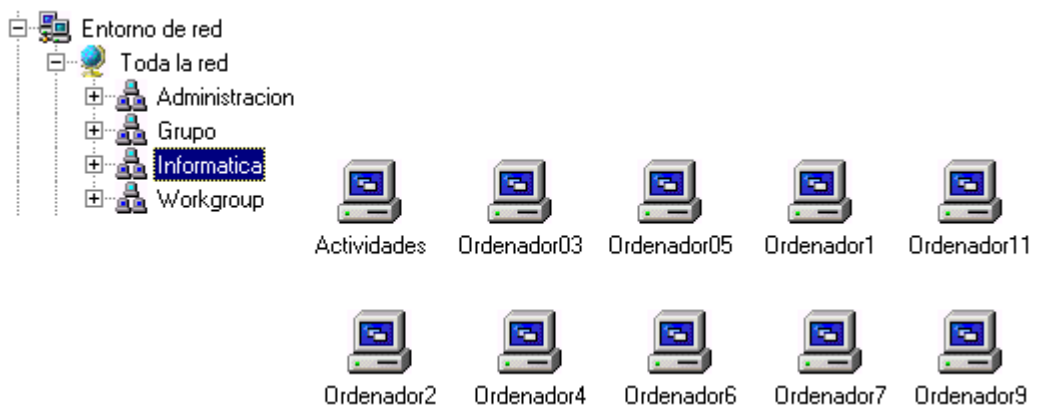 Entorno de red
Toda la red
Administracion
Grupo
Informatica
Workgroup
Actividades Ordenador03 Ordenador05 Ordenador1 Ordenador11
Ordenador2 Ordenador4 Ordenador6 Ordenador7 Ordenador9